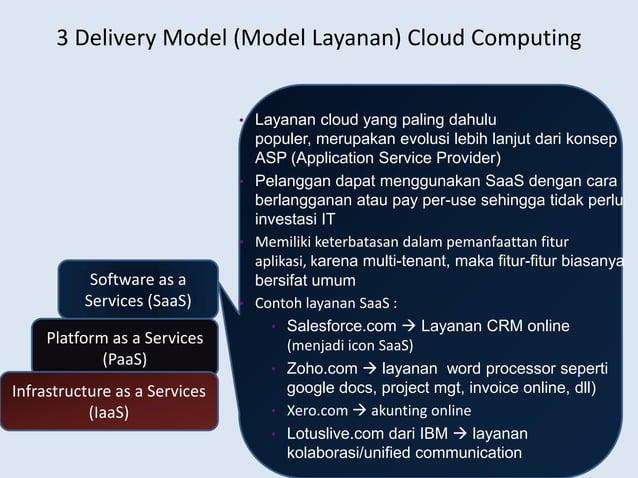 3 Delivery Model (Model Layanan) Cloud Computing
• Layanan cloud yang paling dahulu
populer, merupakan evolusi lebih lanjut dari konsep
ASP (Application Service Provider)
• Pelanggan dapat menggunakan SaaS dengan cara
berlangganan atau pay per-use sehingga tidak perlu
investasi IT
• Memiliki keterbatasan dalam pemanfaattan fitur
aplikasi, karena multi-tenant, maka fitur-fitur biasanya
bersifat umum
• Contoh layanan SaaS :
• Salesforce.com → Layanan CRM online
(menjadi icon SaaS)
• Zoho.com → layanan word processor seperti
google docs, project mgt, invoice online, dll)
• Xero.com → akunting online
• Lotuslive.com dari IBM → layanan
kolaborasi/unified communication
Software as a
Services (SaaS)
Platform as a Services
(PaaS)
Infrastructure as a Services
(IaaS)